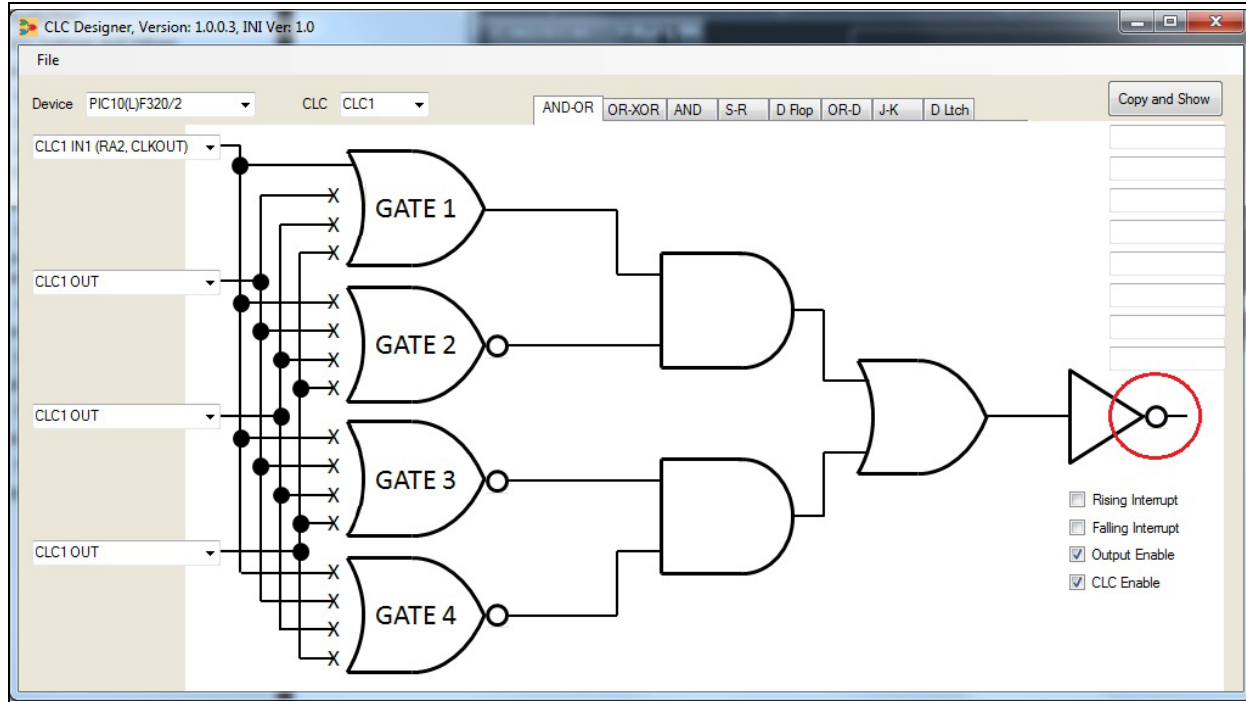 CLC Designer, Version: 1.0.0.3, INI Ver: 1.0
File
Device PIC10(L)F320/2 CLC CLC1 AND-OR OR-XOR AND S-R D Flop OR-D J-K D Ltch Copy and Show
CLC1 IN1 (RA2, CLKOUT)
X
GATE 1
X
X
CLC1 OUT
X
X
GATE 2
X
X
CLC1 OUT
X
X
GATE 3
X
X
CLC1 OUT
X
X
GATE 4
X
X
Rising Interrupt
Falling Interrupt
Output Enable
CLC Enable